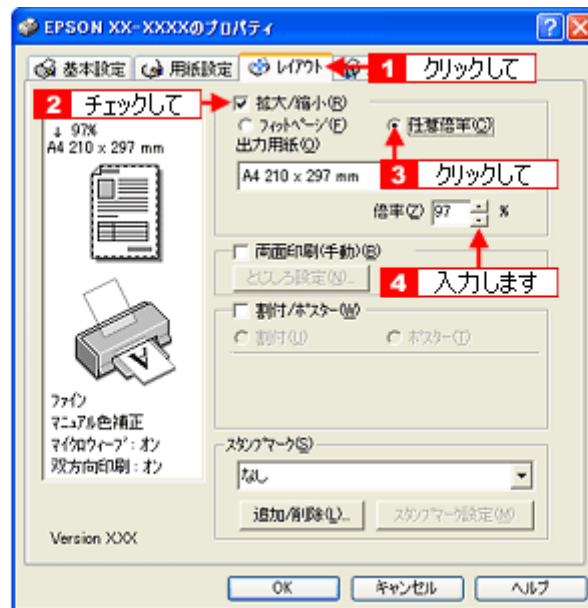 EPSON XX-XXXXのプロパティ
基本設定 用紙設定 レイアウト 1 クリックして
2 チェックして
拡大/縮小(R)
↓ 97%
A4 210 x 297 mm
フィットページ(F) 任意倍率(C)
出力用紙(O)
A4 210 x 297 mm
3 クリックして
倍率(Z) 97 %
4 入力します
両面印刷(手動)(B)
とじしろ設定(N)...
割付/ポスター(W)
割付(U) ポスター(T)
ファイン
マニュアル色補正
マイクロウィーブ:オン
双方向印刷:オン
スタンプマーク(S)
なし
追加/削除(L)... スタンプマーク設定(M)
Version XXX
OK キャンセル ヘルプ